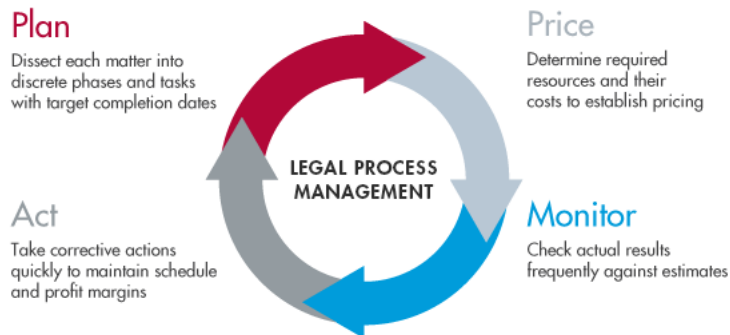 Plan
Dissect each matter into
discrete phases and tasks
with target completion dates
Price
Determine required
resources and their
costs to establish pricing
LEGAL PROCESS
MANAGEMENT
Act
Take corrective actions
quickly to maintain schedule
and profit margins
Monitor
Check actual results
frequently against estimates